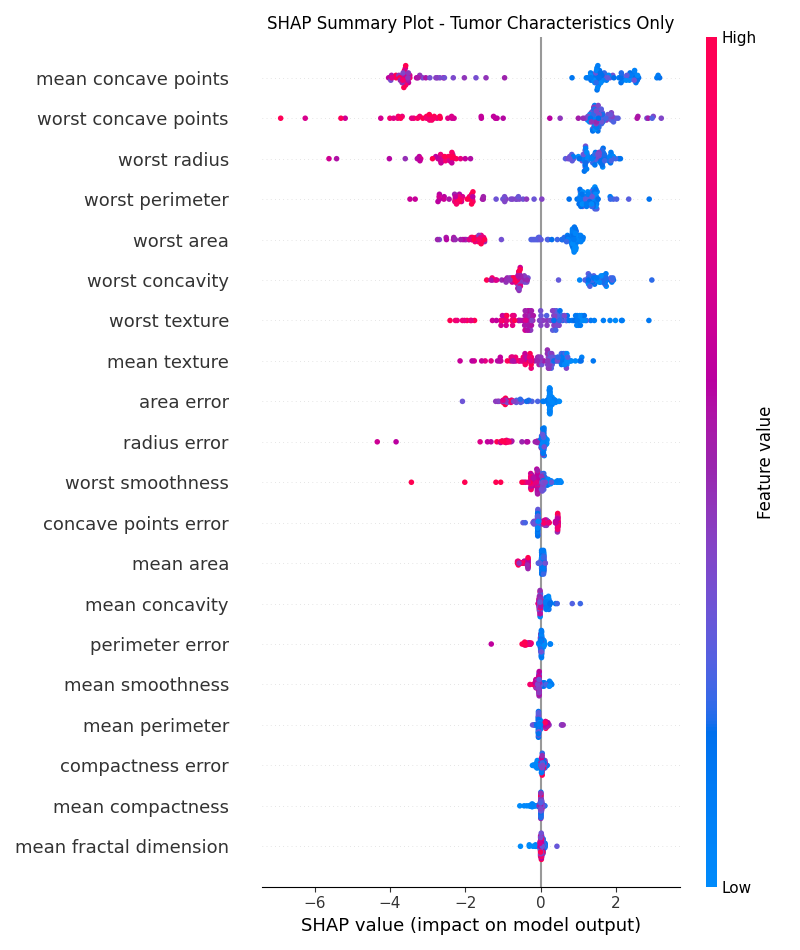 SHAP Summary Plot - Tumor Characteristics Only
High
mean concave points
worst concave points
worst radius
worst perimeter
worst area
worst concavity
worst texture
mean texture
area error
radius error
worst smoothness
concave points error
mean area
mean concavity
perimeter error
mean smoothness
mean perimeter
compactness error
mean compactness
mean fractal dimension
Feature value
Low
−6 −4 −2 0 2
SHAP value (impact on model output)